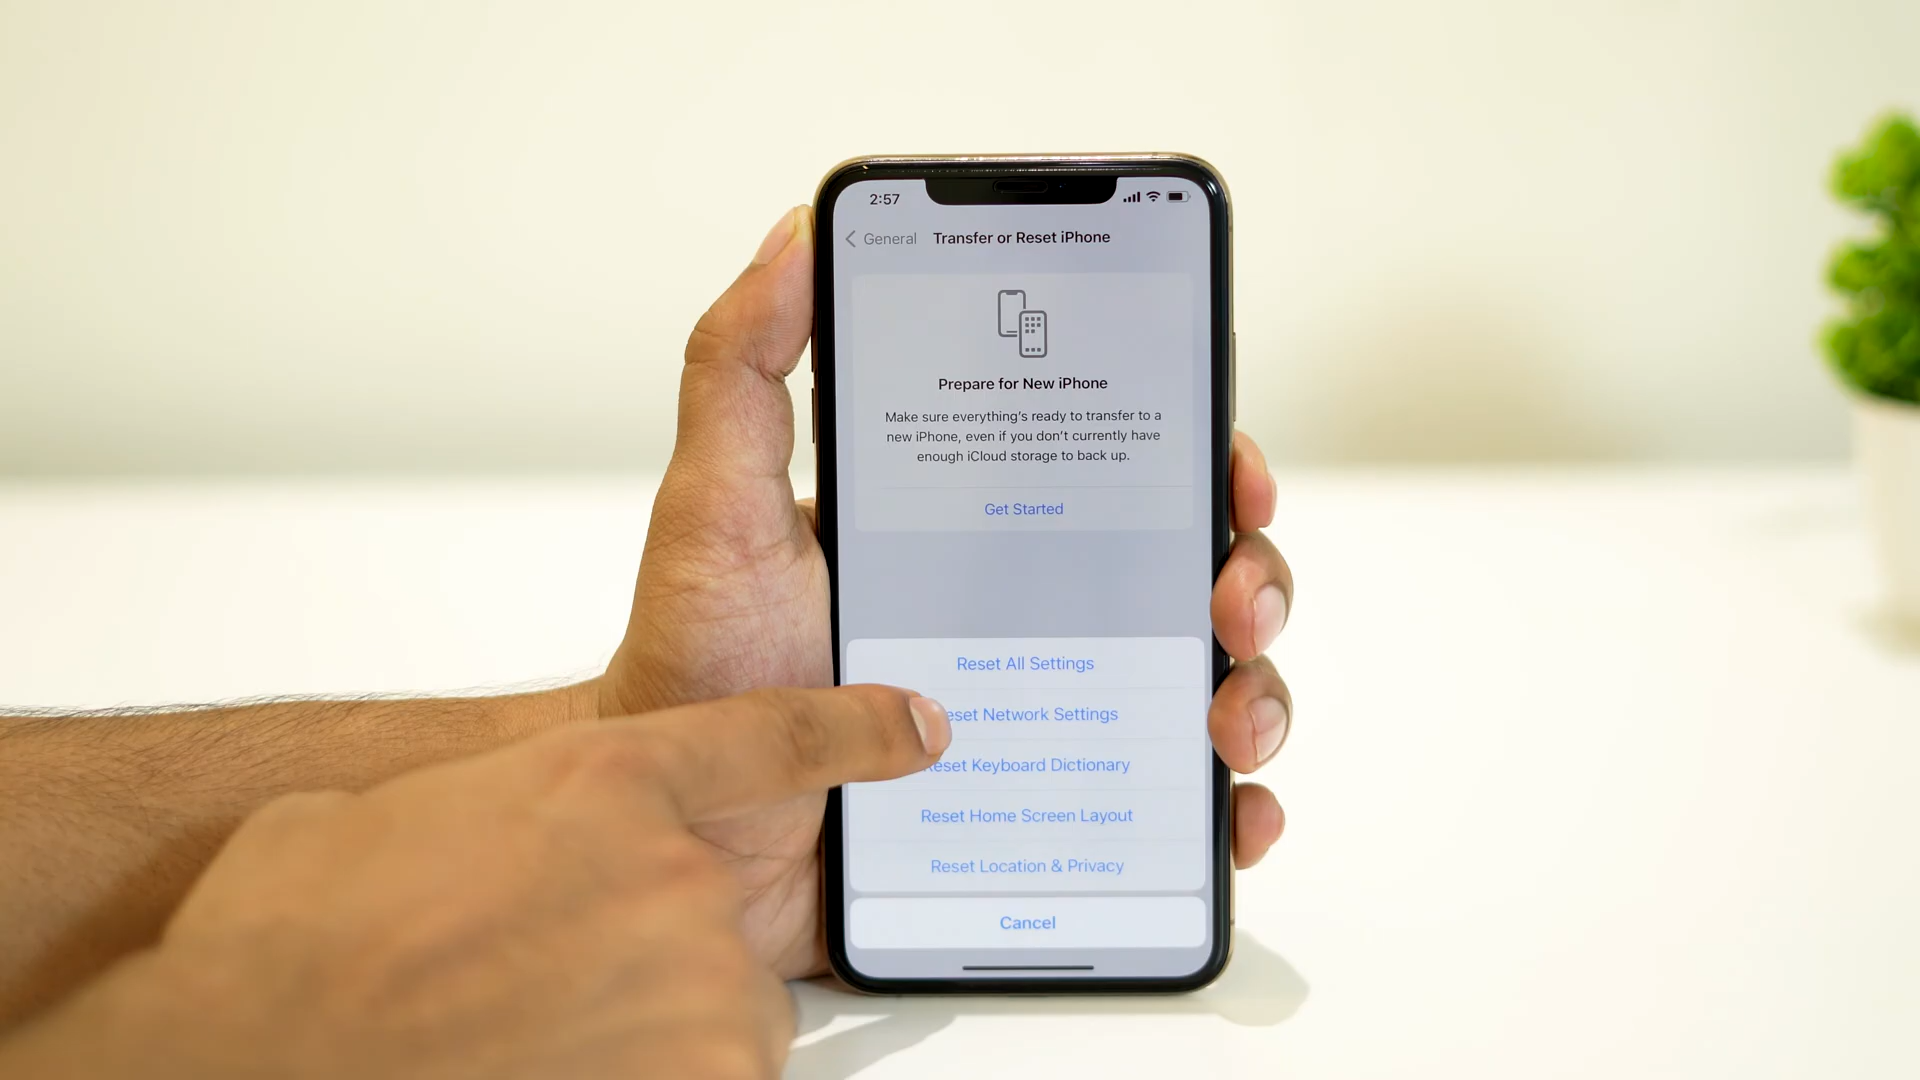 2:57
General Transfer or Reset iPhone
Prepare for New iPhone
Make sure everything's ready to transfer to a
new iPhone, even if you don't currently have
enough iCloud storage to back up.
Get Started
Reset All Settings
eset Network Settings
Reset Keyboard Dictionary
Reset Home Screen Layout
Reset Location & Privacy
Cancel